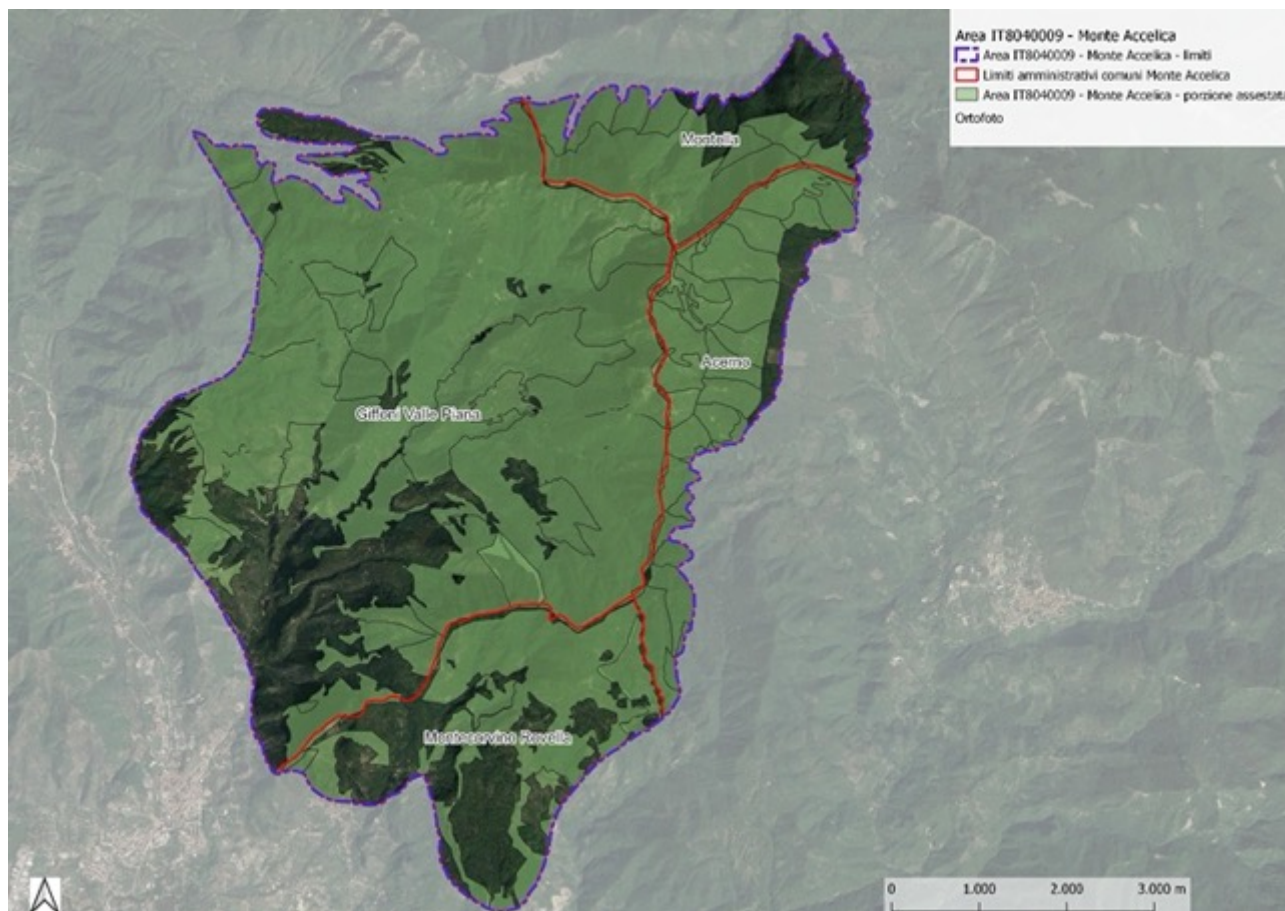 Area IT8040009 - Monte Accelica
Area IT8040009 - Monte Accelica - limiti
Limiti amministrativi comuni Monte Accelica
Area IT8040009 - Monte Accelica - porzione assestata
Ortofoto
Montella
Acerno
Giffoni Valle Piana
Montecorvino Rovella
0 1.000 2.000 3.000 m